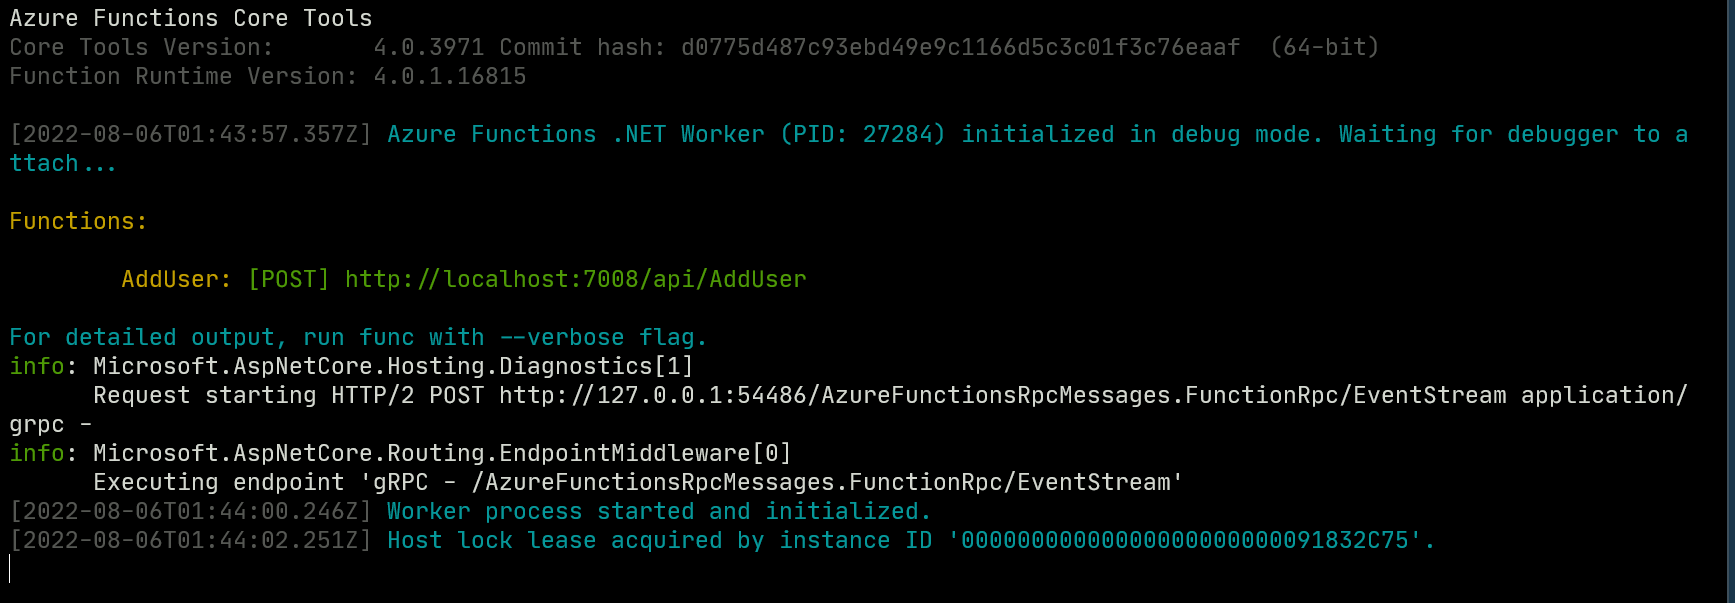 Azure Functions Core Tools
Core Tools Version:       4.0.3971 Commit hash: d0775d487c93ebd49e9c1166d5c3c01f3c76eaaf  (64-bit)
Function Runtime Version: 4.0.1.16815
[2022-08-06T01:43:57.357Z] Azure Functions .NET Worker (PID: 27284) initialized in debug mode. Waiting for debugger to a
ttach...
Functions:
        AddUser: [POST] http://localhost:7008/api/AddUser
For detailed output, run func with --verbose flag.
info: Microsoft.AspNetCore.Hosting.Diagnostics[1]
      Request starting HTTP/2 POST http://127.0.0.1:54486/AzureFunctionsRpcMessages.FunctionRpc/EventStream application/
grpc -
info: Microsoft.AspNetCore.Routing.EndpointMiddleware[0]
      Executing endpoint 'gRPC - /AzureFunctionsRpcMessages.FunctionRpc/EventStream'
[2022-08-06T01:44:00.246Z] Worker process started and initialized.
[2022-08-06T01:44:02.251Z] Host lock lease acquired by instance ID '00000000000000000000000091832C75'.